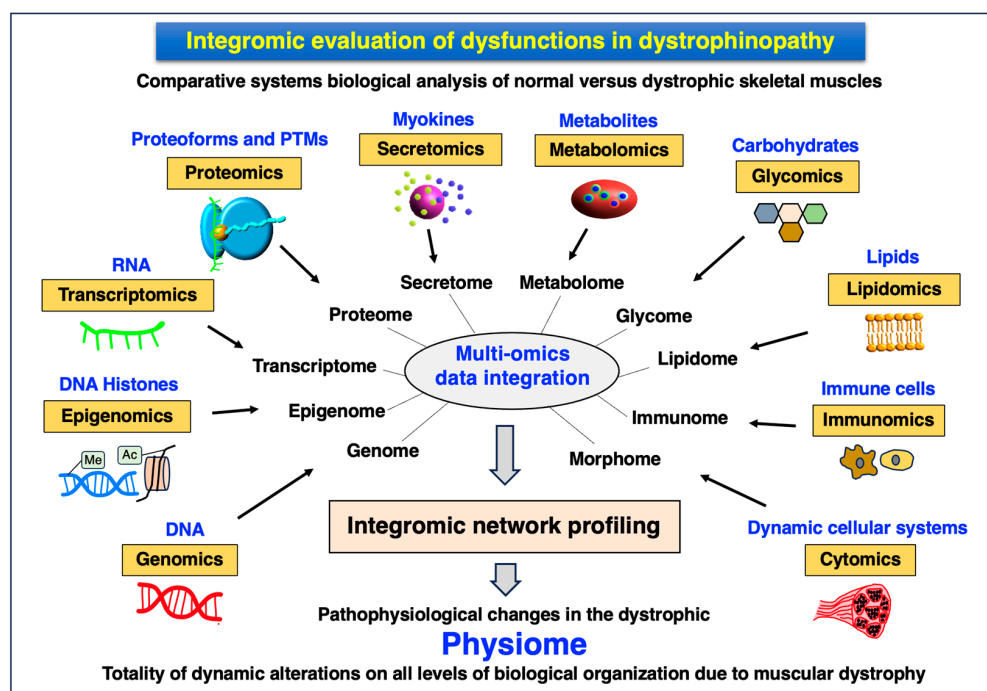 Integromic evaluation of dysfunctions in dystrophinopathy
Comparative systems biological analysis of normal versus dystrophic skeletal muscles
Proteoforms and PTMs
Proteomics
Myokines
Secretomics
Metabolites
Metabolomics
Carbohydrates
Glycomics
RNA
Transcriptomics
Lipids
Lipidomics
DNA Histones
Epigenomics
Me
Ac
Immune cells
Immunomics
DNA
Genomics
Dynamic cellular systems
Cytomics
Secretome
Metabolome
Proteome
Glycome
Transcriptome
Lipidome
Epigenome
Immunome
Genome
Morphome
Multi-omics
data integration
Integromic network profiling
Pathophysiological changes in the dystrophic
Physiome
Totality of dynamic alterations on all levels of biological organization due to muscular dystrophy